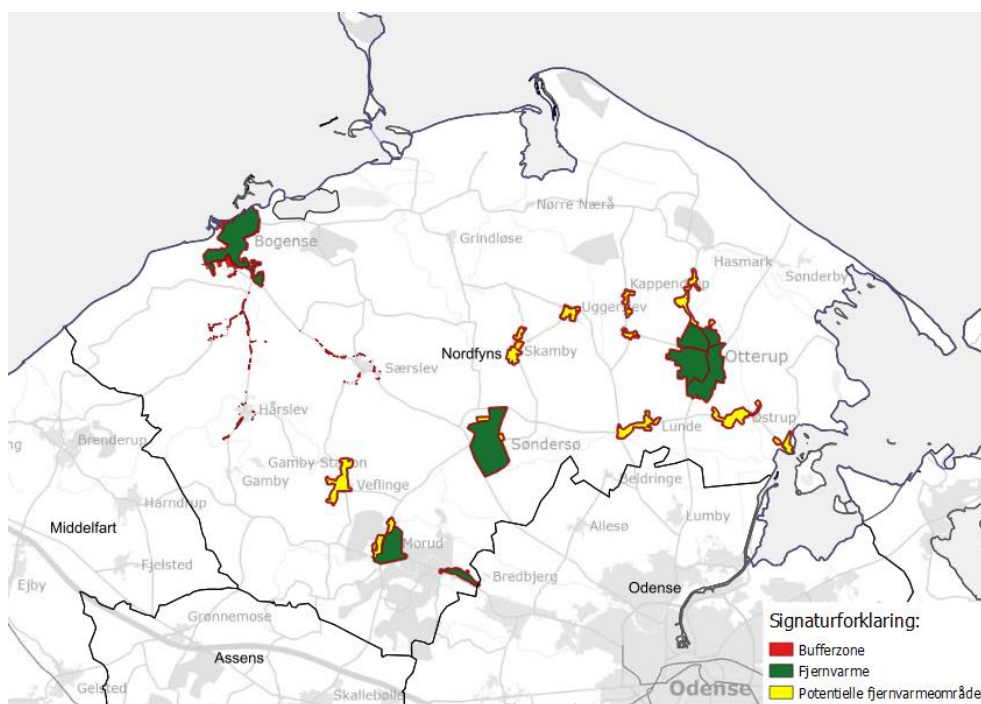 Nørre Nærå
Bogense
Grindløse
Hasmark
Sønderby
Kappendrup
Uggerslev
Nordfyns
Skamby
Otterup
Særslev
Hårslev
Brenderup
Søndersø
Lunde
Østrup
Gamby Station
Gamby
Veflinge
Beldringe
Harndrup
Middelfart
Morud
Allesø
Lumby
Ejby
Fjelsted
Bredbjerg
Odense
Grønnemose
Assens
Gelsted
Skallebølle
Odense
Signaturforklaring:
Bufferzone
Fjernvarme
Potentielle fjernvarmeområde